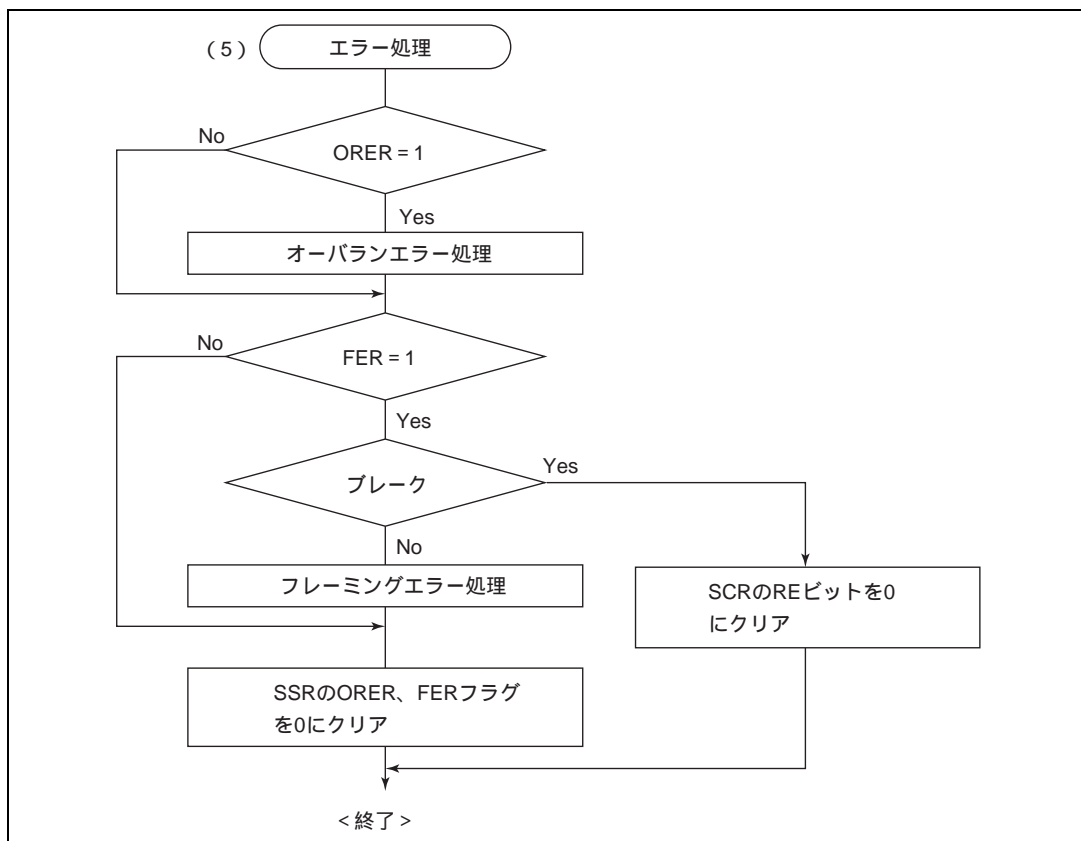 (5)
エラー処理
No
ORER = 1
Yes
オーバランエラー処理
No
FER = 1
Yes
ブレーク
Yes
No
フレーミングエラー処理
SCRのREビットを0
にクリア
SSRのORER、FERフラグ
を0にクリア
<終了>